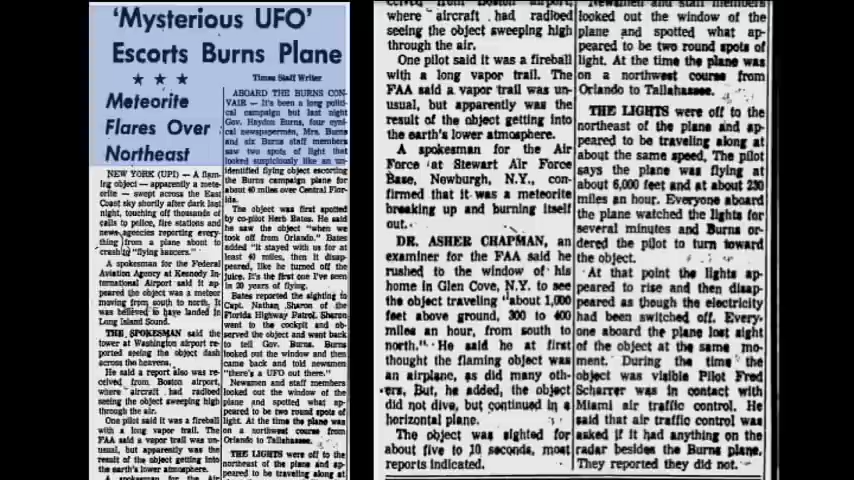 'Mysterious UFO'
Escorts Burns Plane
★ ★ ★
Meteorite
Flares Over
Northeast
NEW YORK (UPI) — A flam-
ing object — apparently a mete-
orite — swept across the East
Coast sky shortly after dark last
night, touching off thousands of
calls to police, fire stations and
news agencies reporting every-
thing from a plane about to
crash to "flying saucers."
A spokesman for the Federal
Aviation Agency at Kennedy In-
ternational Airport said it ap-
peared the object was a meteor
moving from south to north. It
was believed to have landed in
Long Island Sound.
THE SPOKESMAN said the
tower at Washington airport re-
ported seeing the object dash
across the heavens.
He said a report also was re-
ceived from Boston airport,
where aircraft had radioed
seeing the object sweeping high
through the air.
One pilot said it was a fireball
with a long vapor trail. The
FAA said a vapor trail was un-
usual, but apparently was the
result of the object getting into
the earth's lower atmosphere.
A spokesman for the Air
Times Staff Writer
ABOARD THE BURNS CON-
VAIR — It's been a long politi-
cal campaign but last night
Gov. Haydon Burns, four cyni-
cal newspapermen, Mrs. Burns
and six Burns staff members
saw two spots of light that
looked suspiciously like an un-
identified flying object escorting
the Burns campaign plane for
about 40 miles over Central Flor-
ida.
The object was first spotted
by co-pilot Herb Bates. He said
he saw the object "when we
took off from Orlando." Bates
added "it stayed with us for at
least 40 miles, then it disap-
peared, like he turned off the
juice. It's the first one I've seen
in 20 years of flying."
Bates reported the sighting to
Capt. Nathan Sharon of the
Florida Highway Patrol. Sharon
went to the cockpit and ob-
served the object and went back
to tell Gov. Burns. Burns
looked out the window and then
came back and told newsmen
"there's a UFO out there."
Newsmen and staff members
looked out the window of the
plane and spotted what ap-
peared to be two round spots of
light. At the time the plane was
on a northwest course from
Orlando to Tallahassee.
THE LIGHTS were off to the
northeast of the plane and ap-
peared to be traveling along at
ceived from Boston airport,
where aircraft had radioed
seeing the object sweeping high
through the air.
One pilot said it was a fireball
with a long vapor trail. The
FAA said a vapor trail was un-
usual, but apparently was the
result of the object getting into
the earth's lower atmosphere.
A spokesman for the Air
Force at Stewart Air Force
Base, Newburgh, N.Y., con-
firmed that it was a meteorite
breaking up and burning itself
out.
DR. ASHER CHAPMAN, an
examiner for the FAA said he
rushed to the window of his
home in Glen Cove, N.Y., to see
the object traveling "about 1,000
feet above ground, 300 to 400
miles an hour, from south to
north." He said he at first
thought the flaming object was
an airplane, as did many oth-
ers. But, he added, the object
did not dive, but continued in a
horizontal plane.
The object was sighted for
about five to 10 seconds, most
reports indicated.
Newsmen and staff members
looked out the window of the
plane and spotted what ap-
peared to be two round spots of
light. At the time the plane was
on a northwest course from
Orlando to Tallahassee.
THE LIGHTS were off to the
northeast of the plane and ap-
peared to be traveling along at
about the same speed. The pilot
says the plane was flying at
about 6,000 feet and at about 230
miles an hour. Everyone aboard
the plane watched the lights for
several minutes and Burns or-
dered the pilot to turn toward
the object.
At that point the lights ap-
peared to rise and then disap-
peared as though the electricity
had been switched off. Every-
one aboard the plane lost sight
of the object at the same mo-
ment. During the time the
object was visible Pilot Fred
Scharrer was in contact with
Miami air traffic control. He
said that air traffic control was
asked if it had anything on the
radar besides the Burns plane.
They reported they did not.